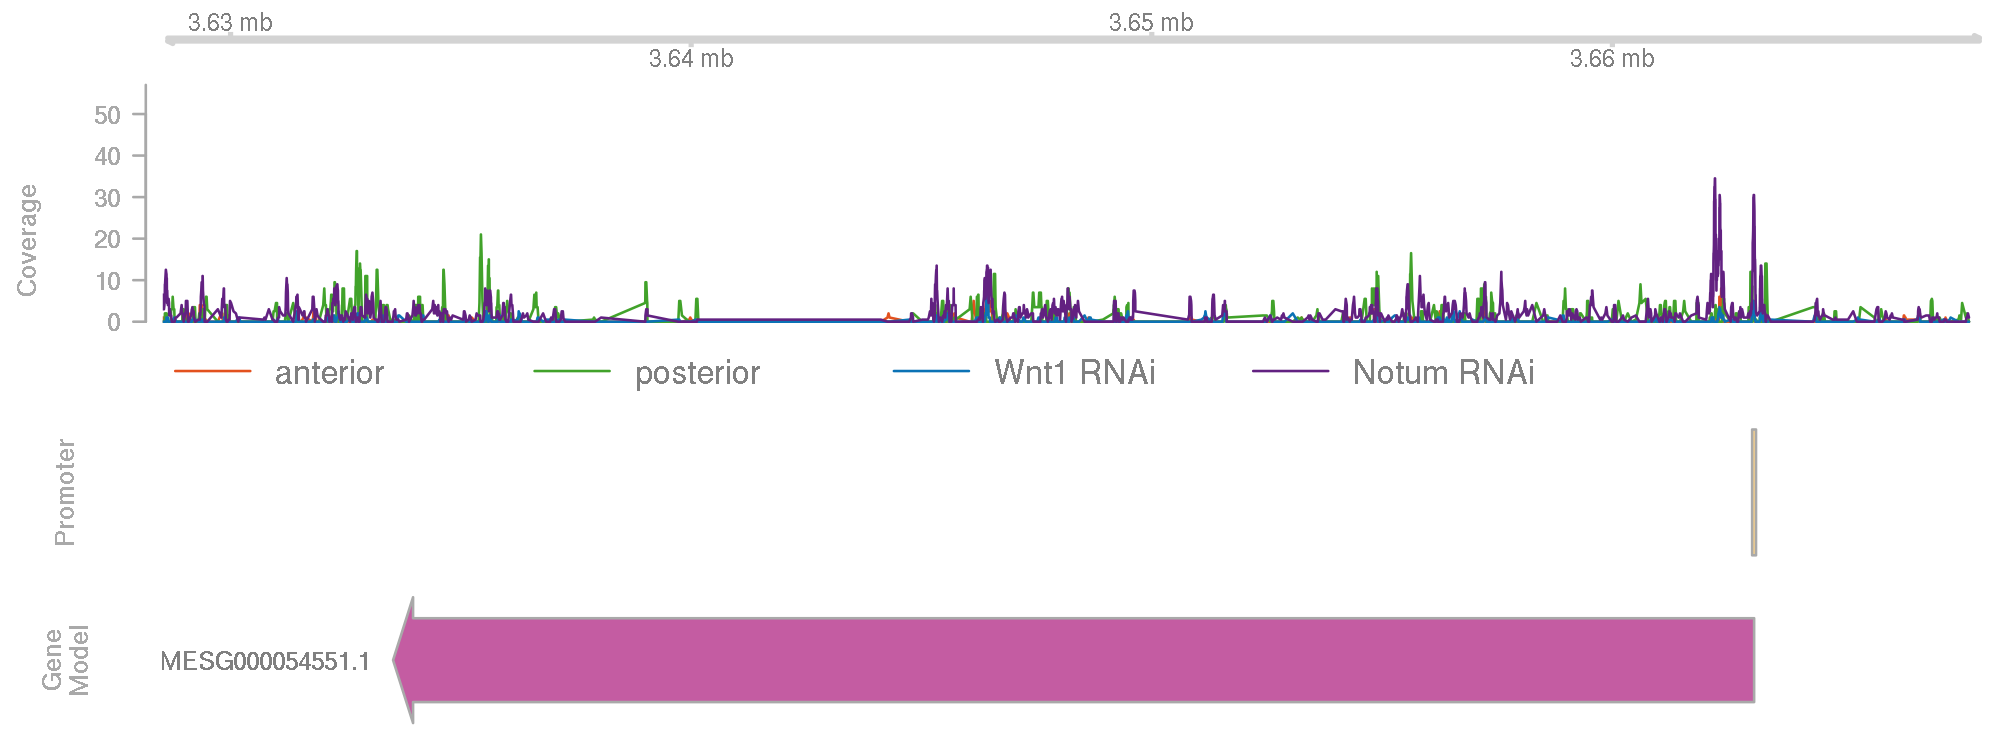 3.63 mb
3.65 mb
3.64 mb
3.66 mb
Coverage
50
40
30
20
10
0
anterior
posterior
Wnt1 RNAi
Notum RNAi
Promoter
Gene
Model
MESG000054551.1